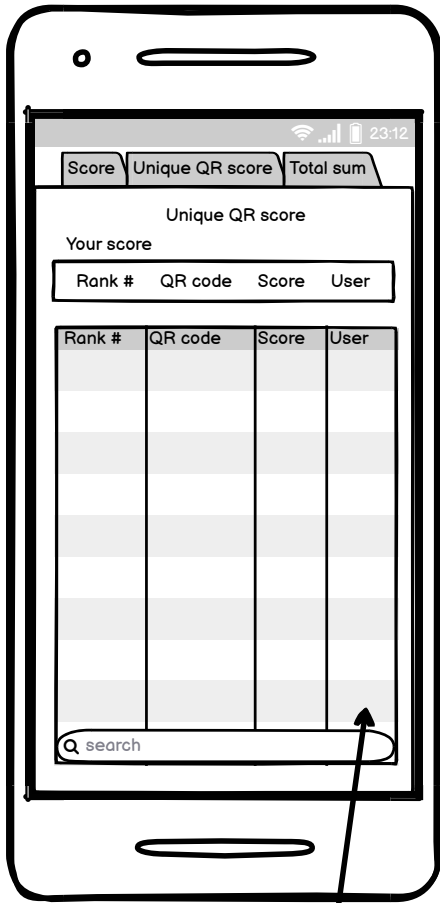 23:12
Score Unique QR score Total sum
Unique QR score
Your score
Rank # QR code Score User
Rank # QR code Score User
search